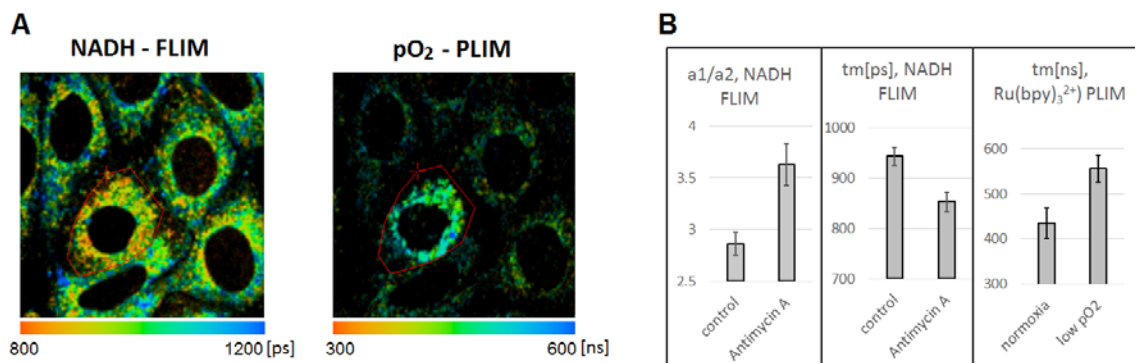 A
NADH - FLIM
pO₂ - PLIM
800
1200 [ps]
300
600 [ns]
B
a1/a2, NADH
FLIM
4
3.5
3
2.5
control
Antimycin A
tm[ps], NADH
FLIM
1000
900
800
700
control
Antimycin A
tm[ns],
Ru(bpy)₃²⁺) PLIM
600
500
400
300
normoxia
low pO2